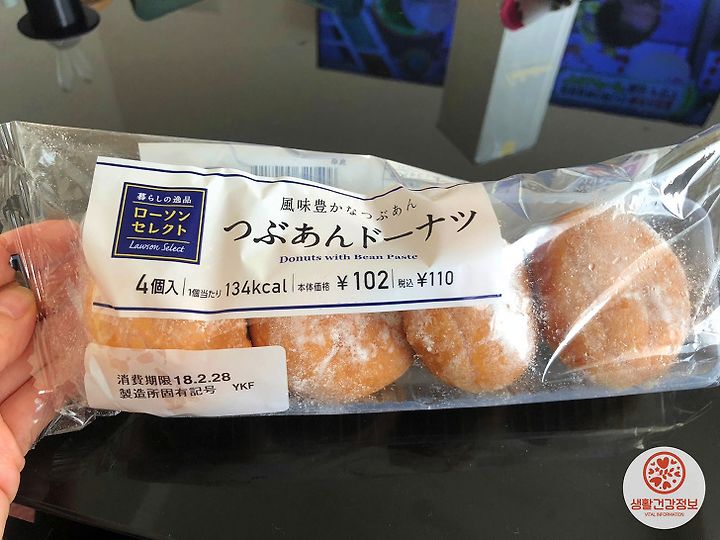 暮らしの逸品
ローソン
セレクト
Lawson Select
風味豊かなつぶあん
つぶあんドーナツ
Donuts with Bean Paste
4個入 1個当たり 134kcal 本体価格 ¥102 税込 ¥110
消費期限 18.2.28
製造所固有記号 YKF
생활건강정보
VITAL INFORMATION